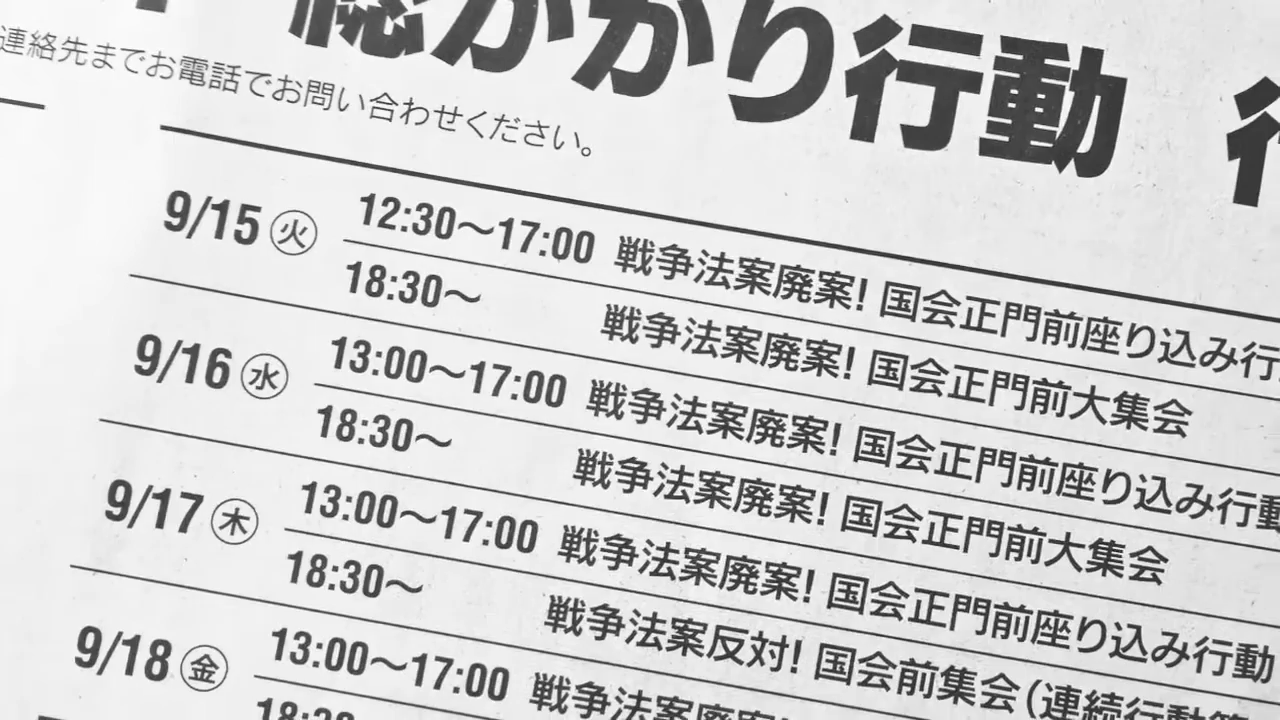 総がかり行動
連絡先までお電話でお問い合わせください。
9/15 火 12:30〜17:00 戦争法案廃案! 国会正門前座り込み行
18:30〜 戦争法案廃案! 国会正門前大集会
9/16 水 13:00〜17:00 戦争法案廃案! 国会正門前座り込み行動
18:30〜 戦争法案廃案! 国会正門前大集会
9/17 木 13:00〜17:00 戦争法案廃案! 国会正門前座り込み行動
18:30〜 戦争法案反対! 国会前集会(連続行動
9/18 金 13:00〜17:00 戦争法案廃案!